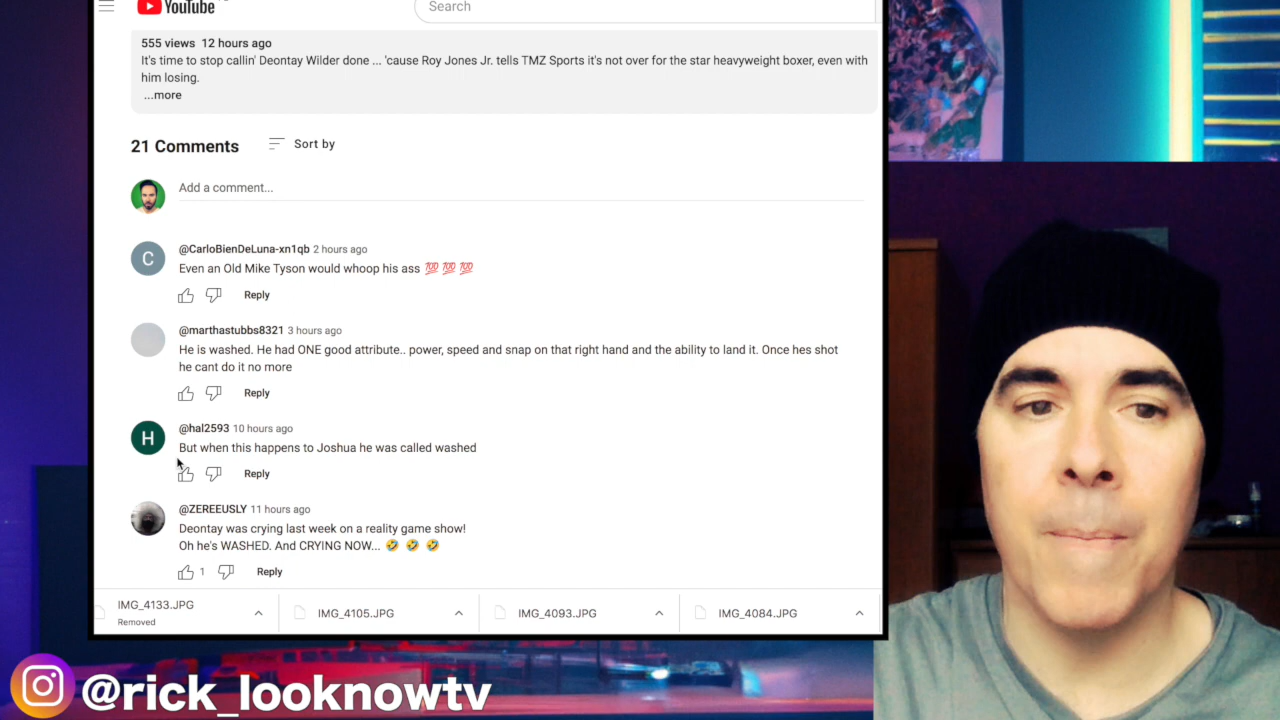 YouTube
Search
555 views 12 hours ago
It's time to stop callin' Deontay Wilder done ... 'cause Roy Jones Jr. tells TMZ Sports it's not over for the star heavyweight boxer, even with
him losing.
...more
21 Comments
Sort by
Add a comment...
@CarloBienDeLuna-xn1qb 2 hours ago
Even an Old Mike Tyson would whoop his ass 💯 💯 💯
Reply
@marthastubbs8321 3 hours ago
He is washed. He had ONE good attribute.. power, speed and snap on that right hand and the ability to land it. Once hes shot
he cant do it no more
Reply
H
@hal2593 10 hours ago
But when this happens to Joshua he was called washed
Reply
@ZEREEUSLY 11 hours ago
Deontay was crying last week on a reality game show!
Oh he's WASHED. And CRYING NOW... 🤣 🤣 🤣
1 Reply
IMG_4133.JPG
Removed
IMG_4105.JPG
IMG_4093.JPG
IMG_4084.JPG
@rick_looknowtv
C